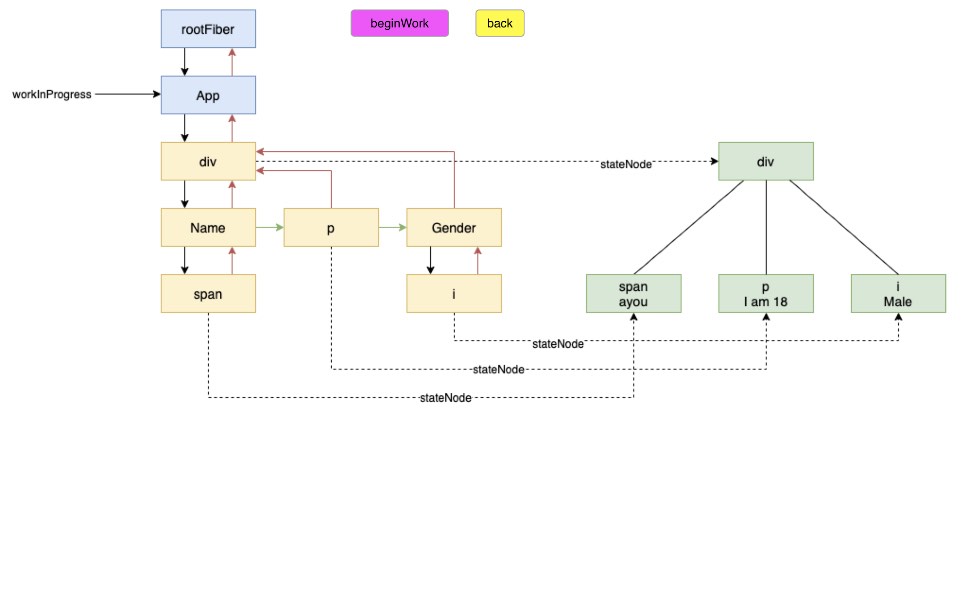 rootFiber
beginWork
back
workInProgress
App
div
stateNode
div
Name
p
Gender
span
i
span
ayou
p
I am 18
i
Male
stateNode
stateNode
stateNode